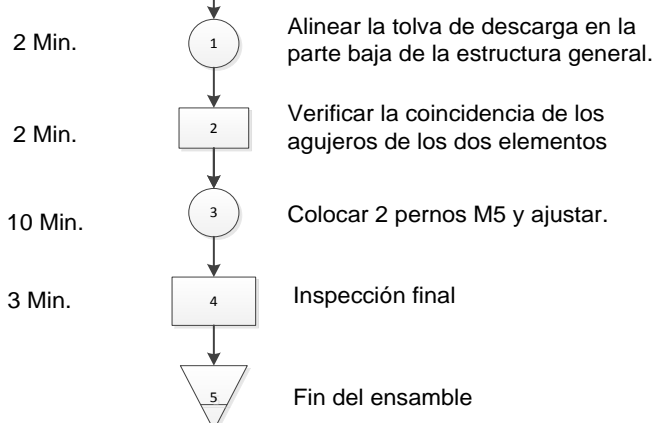 2 Min.
1
Alinear la tolva de descarga en la
parte baja de la estructura general.
2 Min.
2
Verificar la coincidencia de los
agujeros de los dos elementos
10 Min.
3
Colocar 2 pernos M5 y ajustar.
3 Min.
4
Inspección final
5
Fin del ensamble